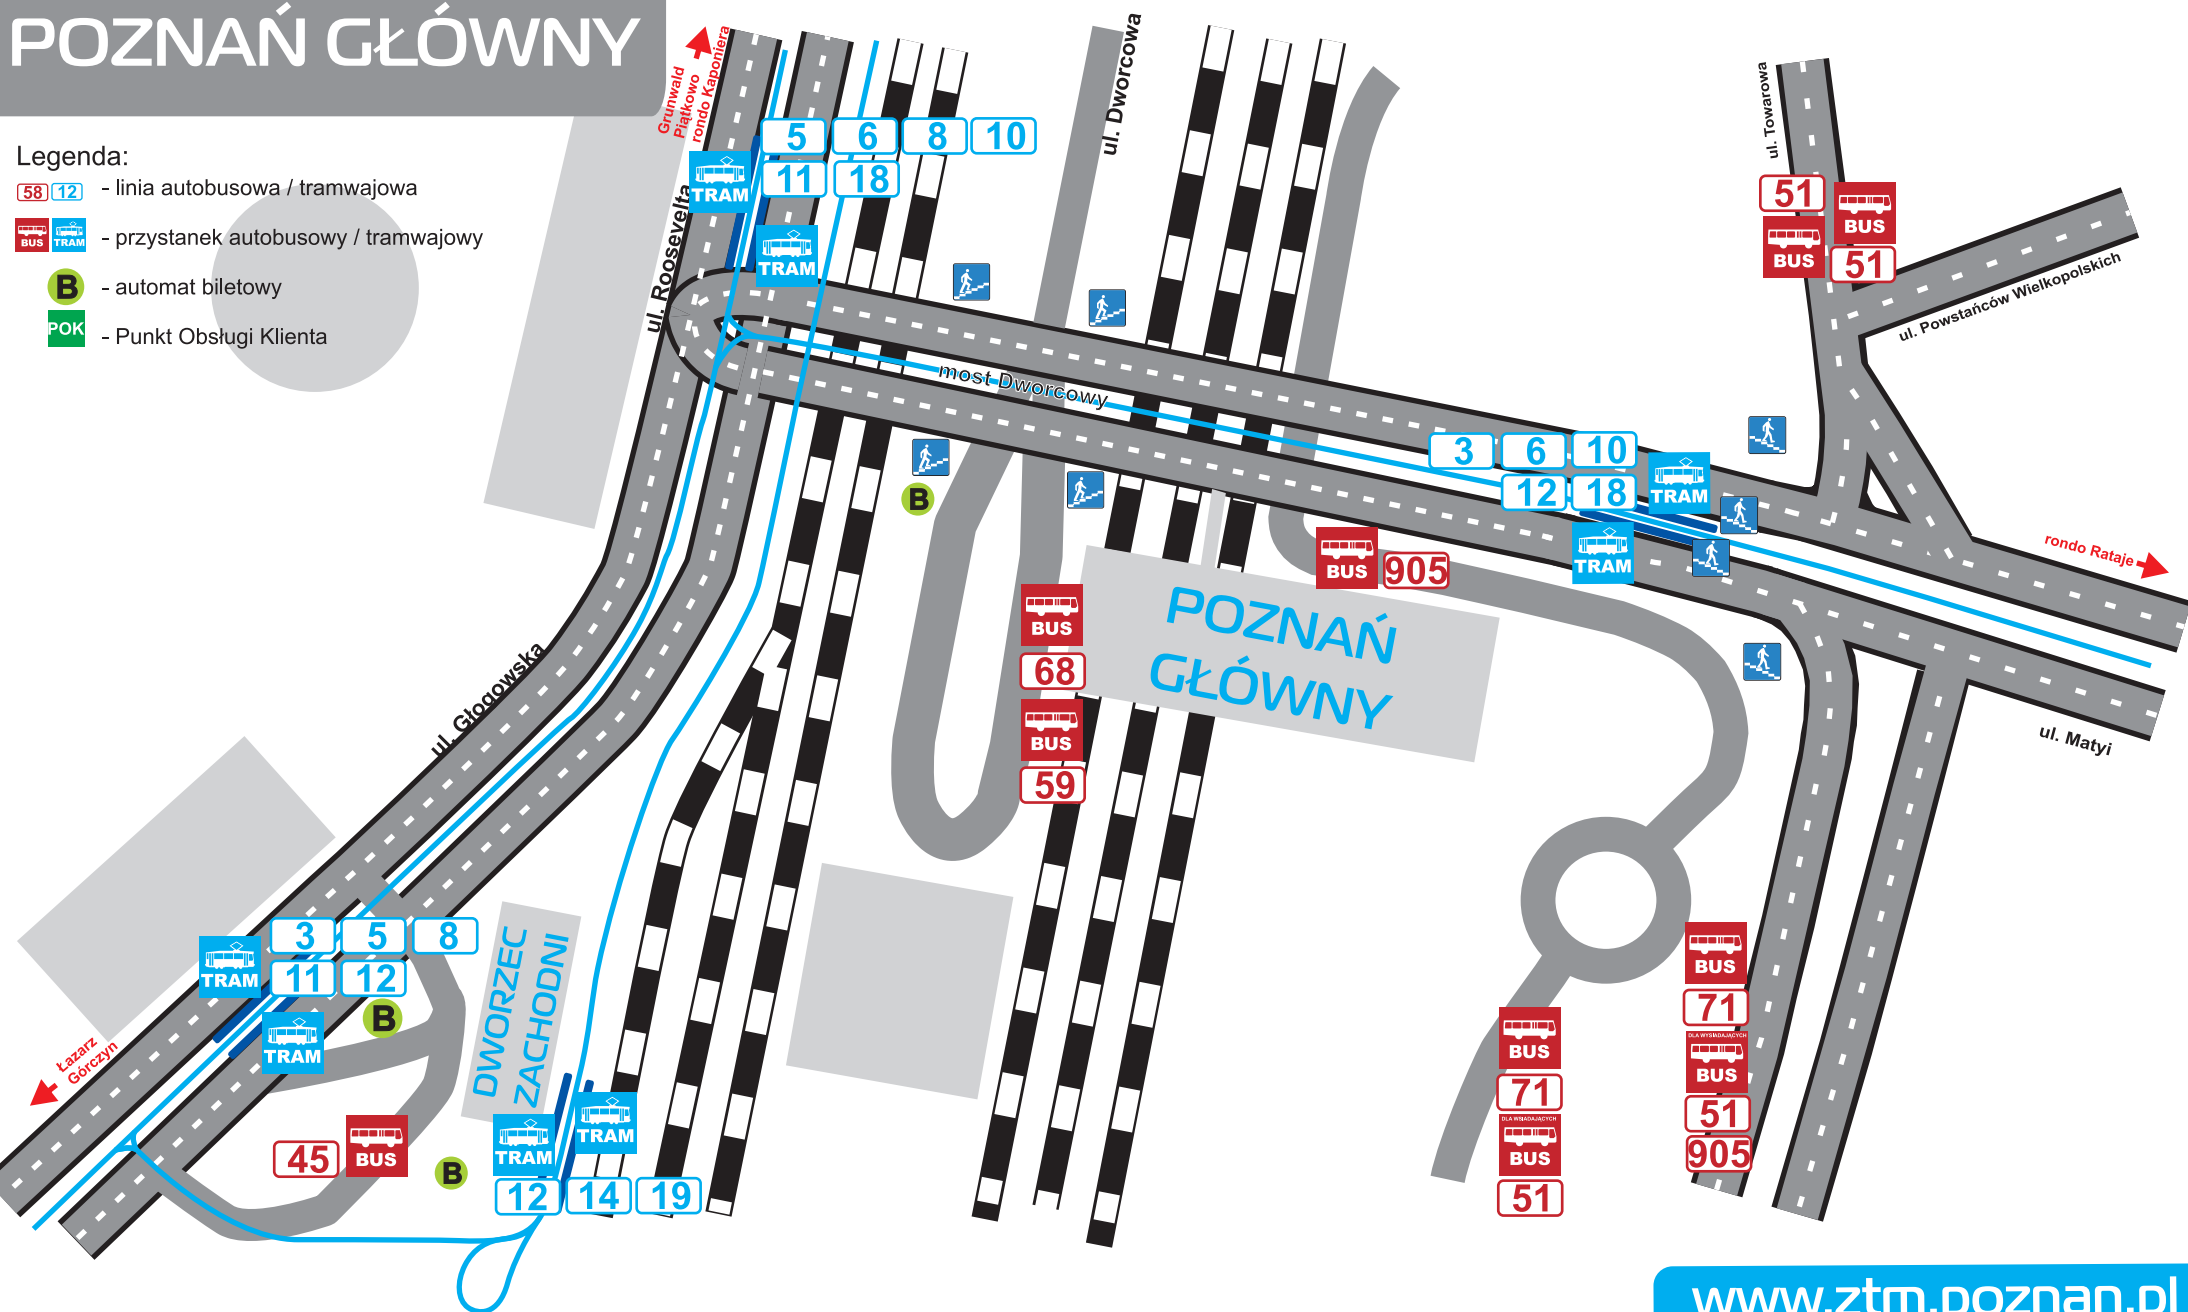 POZNAŃ GŁÓWNY
Legenda:
58 12 - linia autobusowa / tramwajowa
BUS TRAM - przystanek autobusowy / tramwajowy
B - automat biletowy
POK - Punkt Obsługi Klienta
Grunwald
Piątkowo
rondo Kaponiera
ul. Roosevelta
TRAM
5 6 8 10
11 18
TRAM
ul. Dworcowa
ul. Towarowa
51
BUS
BUS
51
ul. Powstańców Wielkopolskich
most Dworcowy
B
3 6 10
12 18
TRAM
TRAM
rondo Rataje
ul. Matyi
BUS 905
POZNAŃ
GŁÓWNY
BUS
68
BUS
59
ul. Głogowska
TRAM
3 5 8
11 12
B
TRAM
Łazarz
Górczyn
DWORZEC
ZACHODNI
45 BUS
B
TRAM
TRAM
12 14 19
BUS
71
DLA WSIADAJĄCYCH
BUS
51
BUS
71
DLA WYSIADAJĄCYCH
BUS
51
905
www.ztm.poznan.pl